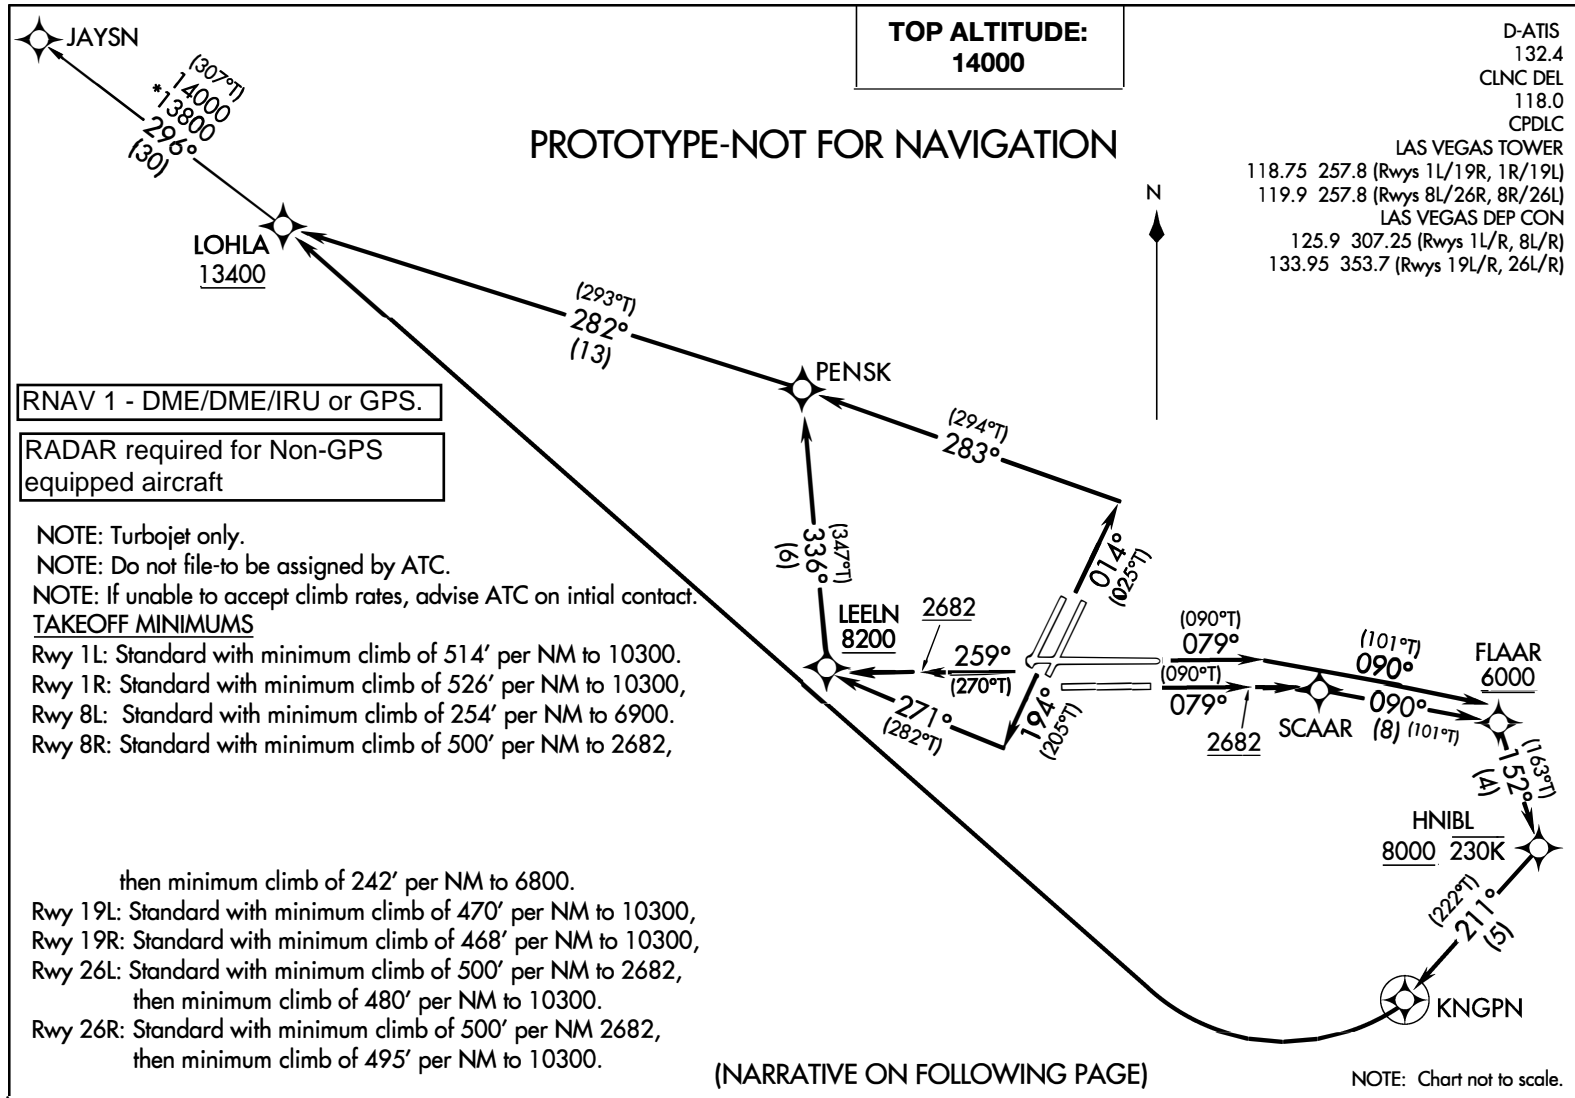 TOP ALTITUDE:
14000
D-ATIS
132.4
CLNC DEL
118.0
CPDLC
LAS VEGAS TOWER
118.75 257.8 (Rwys 1L/19R, 1R/19L)
119.9 257.8 (Rwys 8L/26R, 8R/26L)
LAS VEGAS DEP CON
125.9 307.25 (Rwys 1L/R, 8L/R)
133.95 353.7 (Rwys 19L/R, 26L/R)
PROTOTYPE-NOT FOR NAVIGATION
N
JAYSN
(307°T)
14000
*13800
296°
(30)
LOHLA
13400
(293°T)
282°
(13)
PENSK
(294°T)
283°
RNAV 1 - DME/DME/IRU or GPS.
RADAR required for Non-GPS
equipped aircraft
NOTE: Turbojet only.
NOTE: Do not file-to be assigned by ATC.
NOTE: If unable to accept climb rates, advise ATC on intial contact.
TAKEOFF MINIMUMS
Rwy 1L: Standard with minimum climb of 514' per NM to 10300.
Rwy 1R: Standard with minimum climb of 526' per NM to 10300,
Rwy 8L: Standard with minimum climb of 254' per NM to 6900.
Rwy 8R: Standard with minimum climb of 500' per NM to 2682,
then minimum climb of 242' per NM to 6800.
Rwy 19L: Standard with minimum climb of 470' per NM to 10300,
Rwy 19R: Standard with minimum climb of 468' per NM to 10300,
Rwy 26L: Standard with minimum climb of 500' per NM to 2682,
then minimum climb of 480' per NM to 10300.
Rwy 26R: Standard with minimum climb of 500' per NM 2682,
then minimum climb of 495' per NM to 10300.
(347°T)
336°
(6)
LEELN
8200
2682
259°
(270°T)
271°
(282°T)
014°
(025°T)
194°
(205°T)
(090°T)
079°
(090°T)
079°
2682
SCAAR
(101°T)
090°
090°
(8) (101°T)
FLAAR
6000
(163°T)
152°
(4)
HNIBL
8000 230K
(222°T)
211°
(5)
KNGPN
(NARRATIVE ON FOLLOWING PAGE)
NOTE: Chart not to scale.